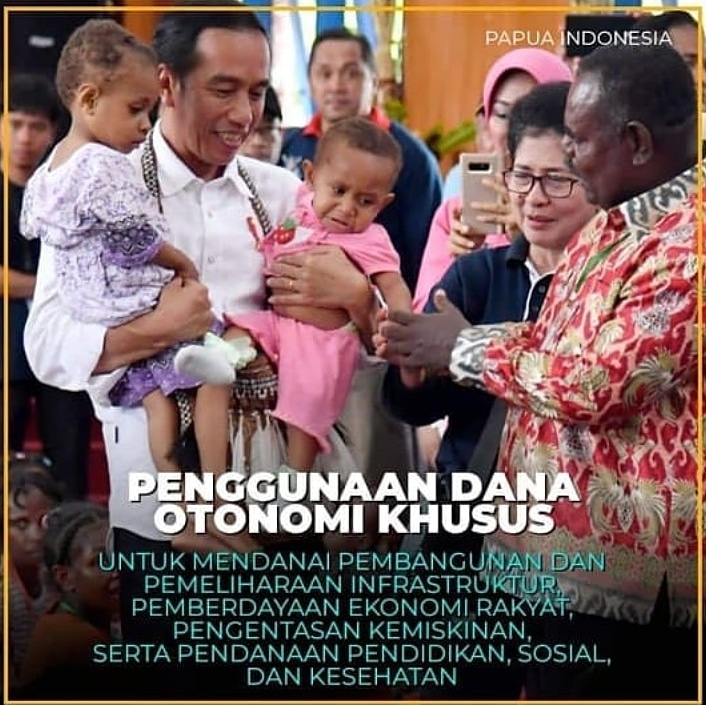 PAPUA INDONESIA
PENGGUNAAN DANA
OTONOMI KHUSUS
UNTUK MENDANAI PEMBANGUNAN DAN
PEMELIHARAAN INFRASTRUKTUR,
PEMBERDAYAAN EKONOMI RAKYAT,
PENGENTASAN KEMISKINAN,
SERTA PENDANAAN PENDIDIKAN, SOSIAL,
DAN KESEHATAN